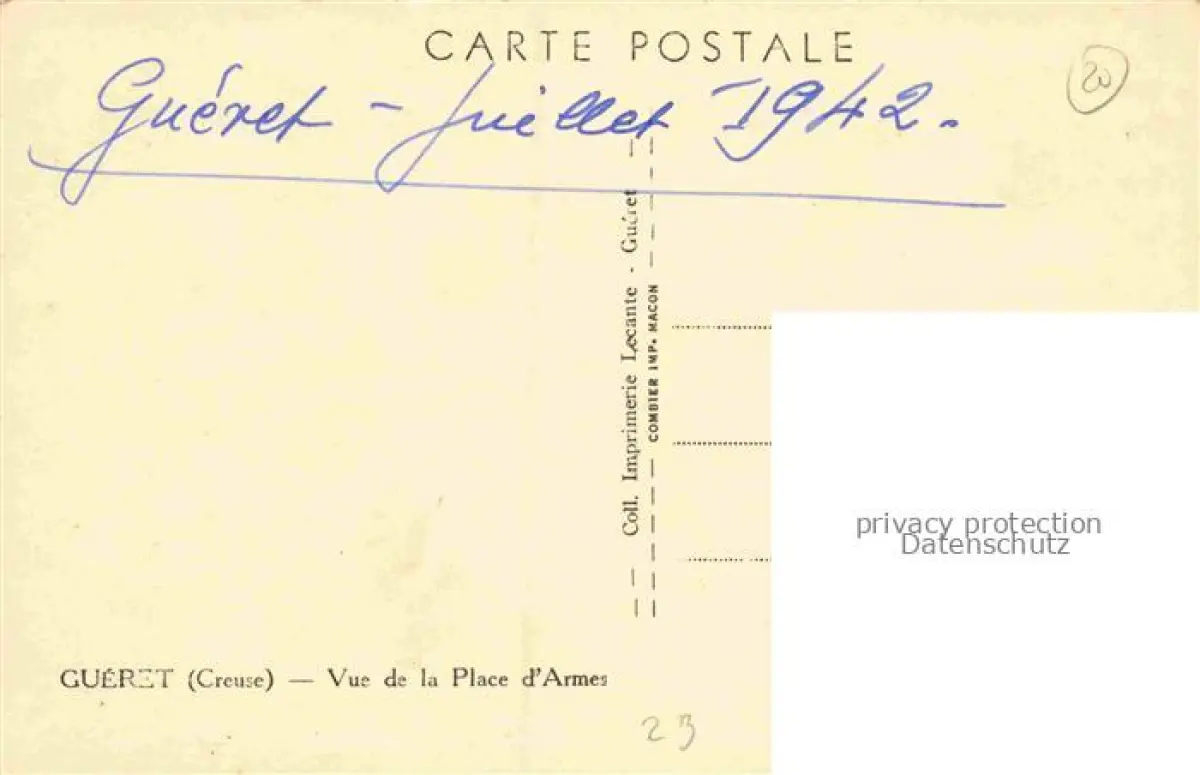 CARTE POSTALE
20
Guéret - Juillet 1942.
Coll. Imprimerie Lecante - Guéret
COMBIER IMP. MACON
privacy protection
Datenschutz
GUÉRET (Creuse) — Vue de la Place d'Armes
23